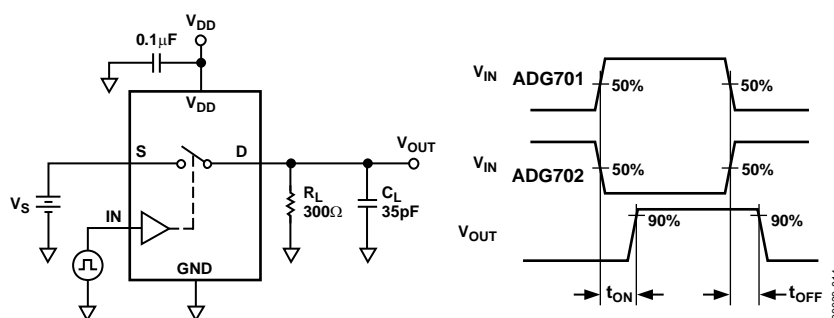 VDD
0.1μF
VDD
S
D
VOUT
VS
IN
RL
300Ω
CL
35pF
GND
VIN ADG701
50%
50%
VIN ADG702
50%
50%
VOUT
90%
90%
tON
tOFF